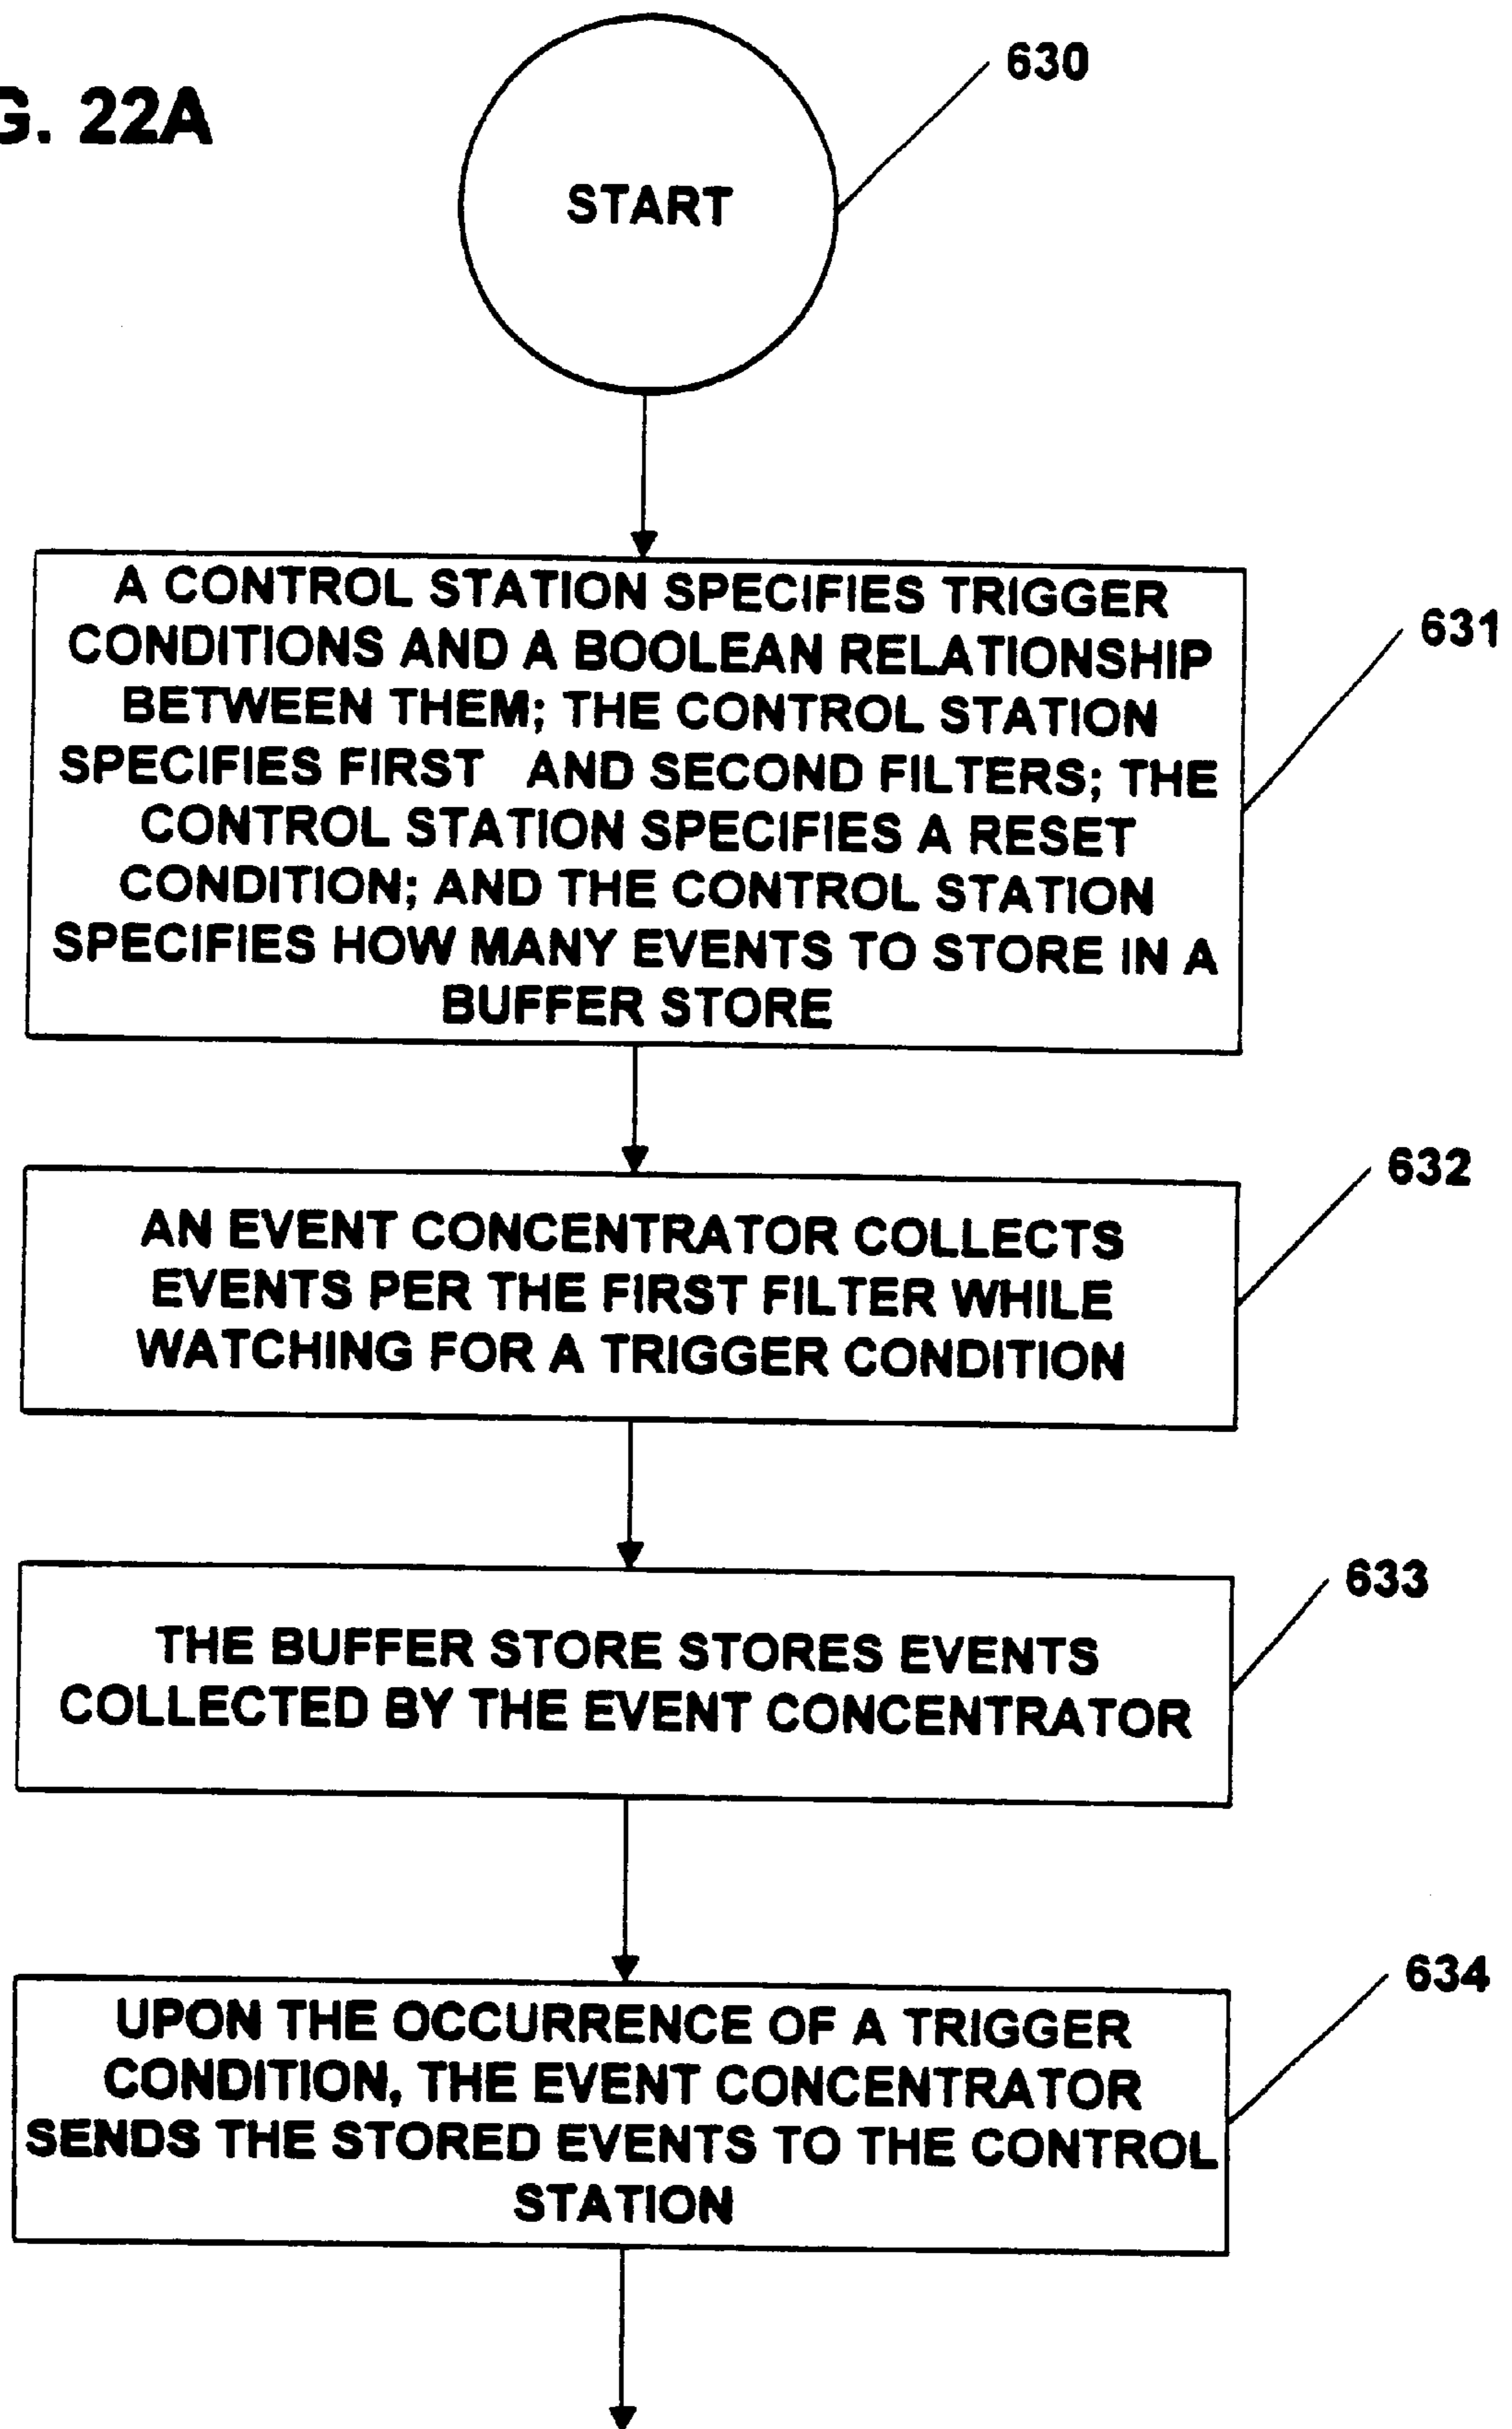 G. 22A
630
START
631
A CONTROL STATION SPECIFIES TRIGGER
CONDITIONS AND A BOOLEAN RELATIONSHIP
BETWEEN THEM; THE CONTROL STATION
SPECIFIES FIRST AND SECOND FILTERS; THE
CONTROL STATION SPECIFIES A RESET
CONDITION; AND THE CONTROL STATION
SPECIFIES HOW MANY EVENTS TO STORE IN A
BUFFER STORE
632
AN EVENT CONCENTRATOR COLLECTS
EVENTS PER THE FIRST FILTER WHILE
WATCHING FOR A TRIGGER CONDITION
633
THE BUFFER STORE STORES EVENTS
COLLECTED BY THE EVENT CONCENTRATOR
634
UPON THE OCCURRENCE OF A TRIGGER
CONDITION, THE EVENT CONCENTRATOR
SENDS THE STORED EVENTS TO THE CONTROL
STATION